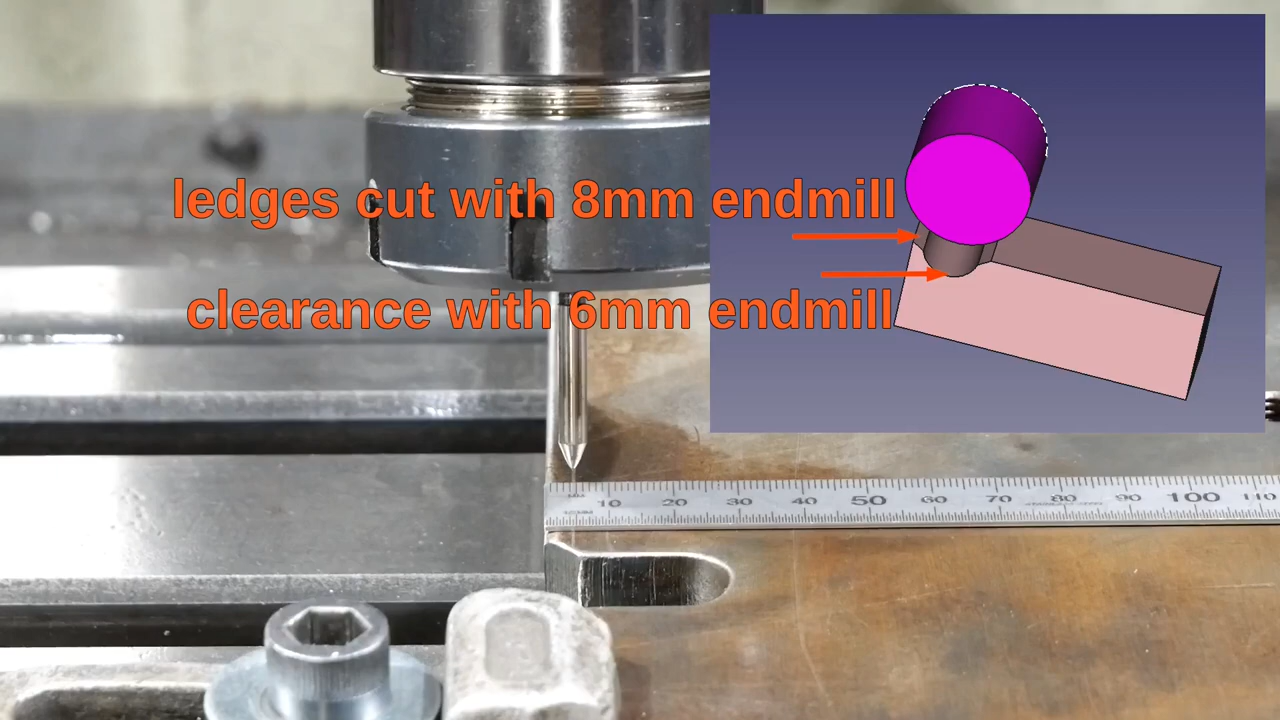 ledges cut with 8mm endmill
clearance with 6mm endmill
10 20 30 40 50 60 70 80 90 100 110